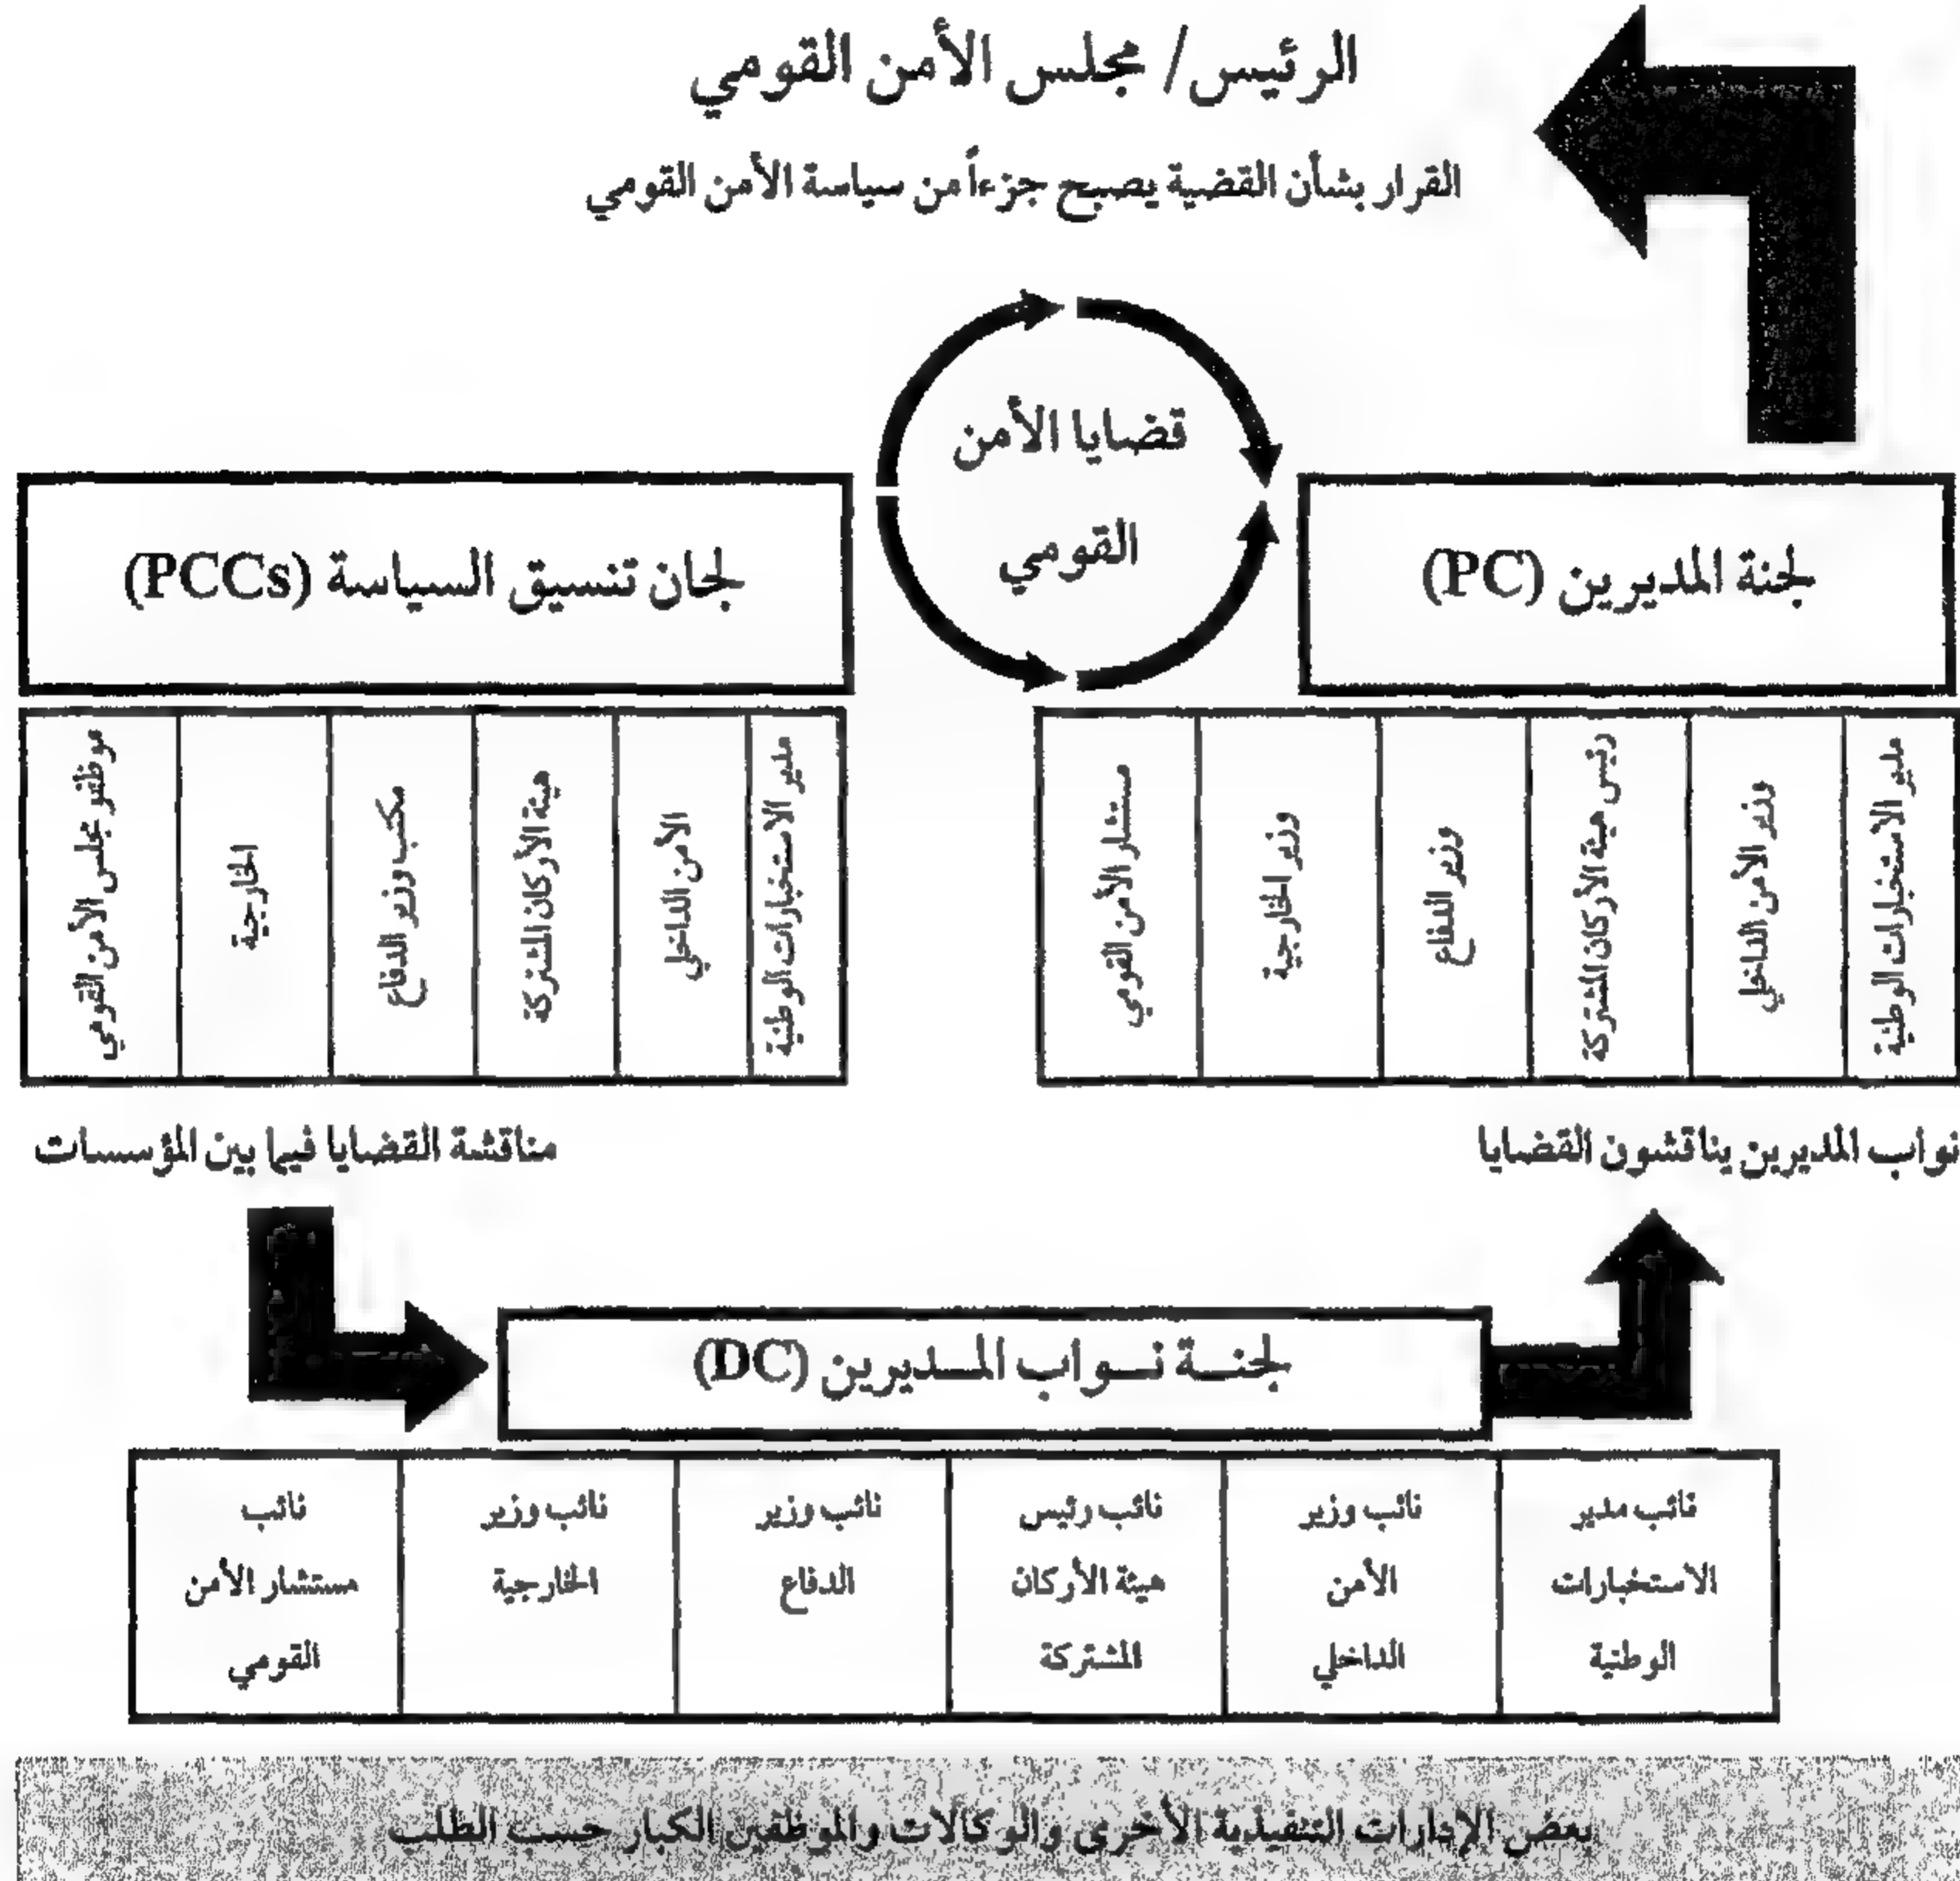 الرئيس/ مجلس الأمن القومي
القرار بشأن القضية يصبح جزءاً من سياسة الأمن القومي
قضايا الأمن
القومي
لجنة المديرين (PC)
لجان تنسيق السياسة (PCCs)
مدير الاستخبارات الوطنية
وزير الأمن الداخلي
رئيس هيئة الأركان المشتركة
وزير الدفاع
وزير الخارجية
مستشار الأمن القومي
مدير الاستخبارات الوطنية
الأمن الداخلي
هيئة الأركان المشتركة
مكتب وزير الدفاع
الخارجية
موظفو مجلس الأمن القومي
نواب المديرين يناقشون القضايا
مناقشة القضايا فيما بين المؤسسات
لجنــة نــواب المــديرين (DC)
نائب مدير
الاستخبارات
الوطنية
نائب وزير
الأمن
الداخلي
نائب رئيس
هيئة الأركان
المشتركة
نائب وزير
الدفاع
نائب وزير
الخارجية
نائب
مستشار الأمن
القومي
بعض الإدارات التنفيذية الأخرى والوكالات والموظفين الكبار حسب الطلب